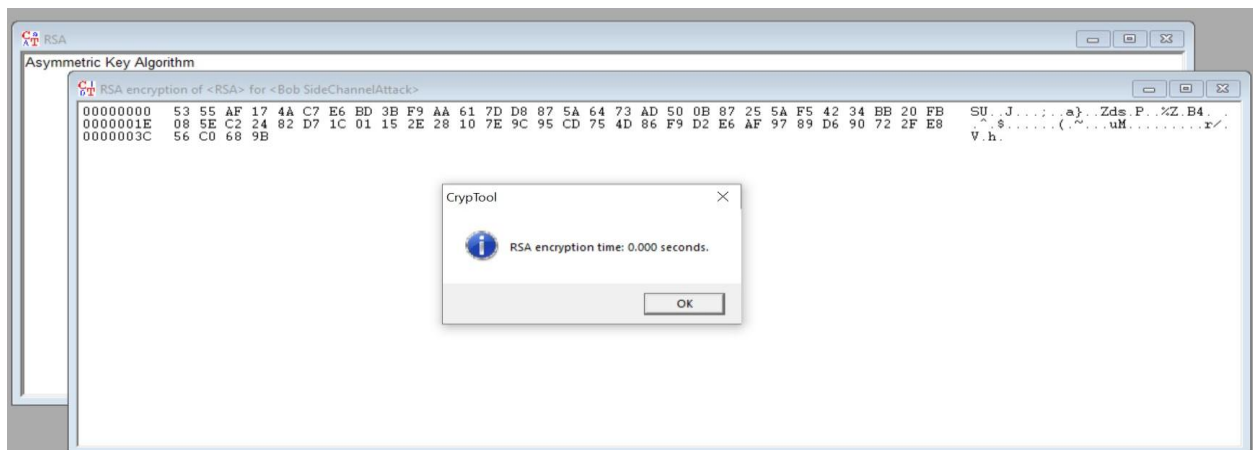 RSA
Asymmetric Key Algorithm
RSA encryption of <RSA> for <Bob SideChannelAttack>
00000000 53 55 AF 17 4A C7 E6 BD 3B F9 AA 61 7D D8 87 5A 64 73 AD 50 0B 87 25 5A F5 42 34 BB 20 FB SU..J...;..a}..Zds.P..%Z.B4. .
0000001E 08 5E C2 24 82 D7 1C 01 15 2E 28 10 7E 9C 95 CD 75 4D 86 F9 D2 E6 AF 97 89 D6 90 72 2F E8 .^.$......(.~...uM.........r/.
0000003C 56 C0 68 9B V.h.
CrypTool
RSA encryption time: 0.000 seconds.
OK